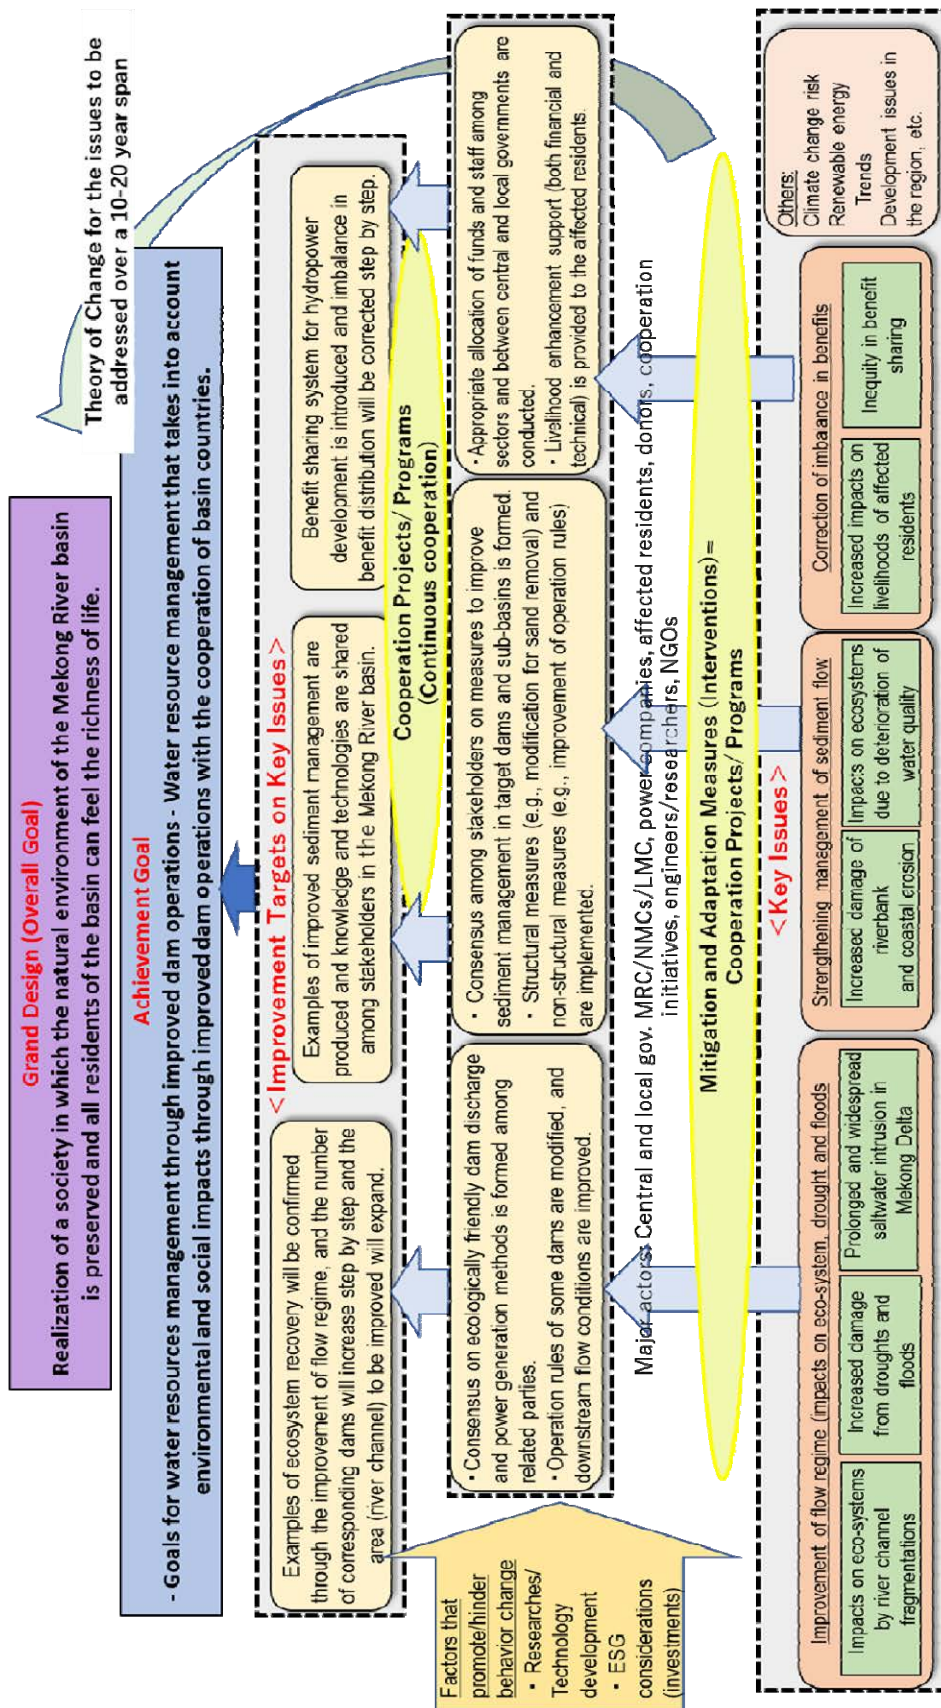 Grand Design (Overall Goal)
Realization of a society in which the natural environment of the Mekong River basin
is preserved and all residents of the basin can feel the richness of life.
Theory of Change for the issues to be
addressed over a 10-20 year span
Achievement Goal
- Goals for water resources management through improved dam operations - Water resource management that takes into account
environmental and social impacts through improved dam operations with the cooperation of basin countries.
<Improvement Targets on Key Issues>
Examples of ecosystem recovery will be confirmed
through the improvement of flow regime, and the number
of corresponding dams will increase step by step and the
area (river channel) to be improved will expand.
Examples of improved sediment management are
produced and knowledge and technologies are shared
among stakeholders in the Mekong River basin.
Benefit sharing system for hydropower
development is introduced and imbalance in
benefit distribution will be corrected step by step.
Cooperation Projects/ Programs
(Continuous cooperation)
Factors that
promote/hinder
behavior change
• Researches/
Technology
development
• ESG
considerations
(investments)
• Consensus on ecologically friendly dam discharge
and power generation methods is formed among
related parties.
• Operation rules of some dams are modified, and
downstream flow conditions are improved.
• Consensus among stakeholders on measures to improve
sediment management in target dams and sub-basins is formed.
• Structural measures (e.g., modification for sand removal) and
non-structural measures (e.g., improvement of operation rules)
are implemented.
• Appropriate allocation of funds and staff among
sectors and between central and local governments are
conducted.
• Livelihood enhancement support (both financial and
technical) is provided to the affected residents.
Major actors: Central and local gov. MRC/NMCs/LMC, power companies, affected residents, donors, cooperation
initiatives, engineers/researchers, NGOs
Mitigation and Adaptation Measures (Interventions) =
Cooperation Projects/ Programs
<Key Issues>
Improvement of flow regime (impacts on eco-system, drought and floods)
Impacts on eco-systems
by river channel
fragmentations
Increased damage
from droughts and
floods
Prolonged and widespread
saltwater intrusion in
Mekong Delta
Strengthening management of sediment flow
Increased damage of
riverbank
and coastal erosion
Impacts on ecosystems
due to deterioration of
water quality
Correction of imbalance in benefits
Increased impacts on
livelihoods of affected
residents
Inequity in benefit
sharing
Others:
Climate change risk
Renewable energy
Trends
Development issues in
the region, etc.